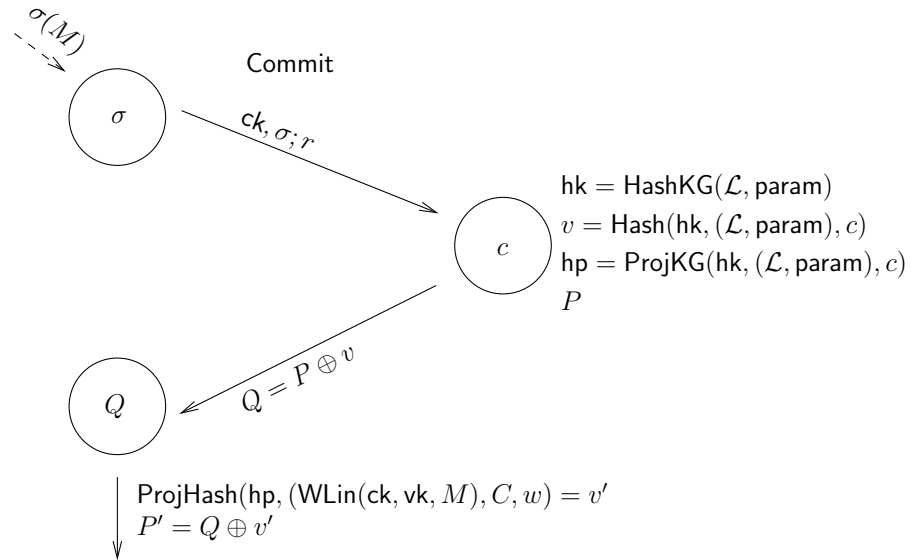 σ(M)
Commit
σ
ck, σ; r
c
hk = HashKG(ℒ, param)
v = Hash(hk, (ℒ, param), c)
hp = ProjKG(hk, (ℒ, param), c)
P
Q = P ⊕ v
Q
ProjHash(hp, (WLin(ck, vk, M), C, w) = v′
P′ = Q ⊕ v′